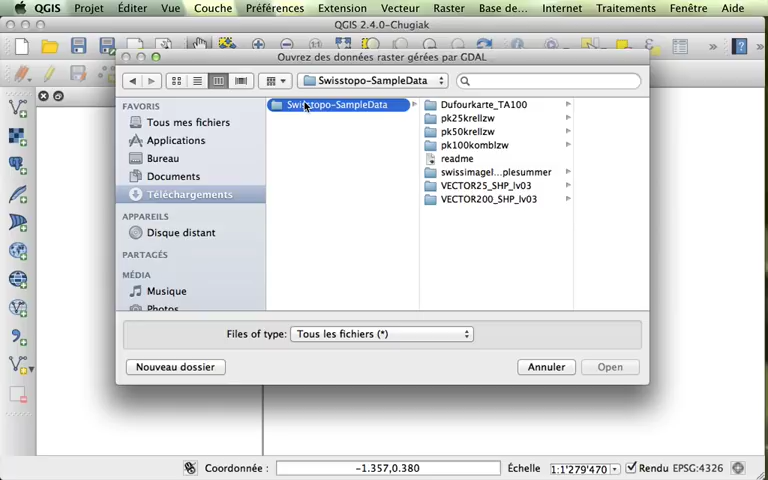 QGIS Projet Éditer Vue Couche Préférences Extension Vecteur Raster Base de... Internet Traitements Fenêtre Aide
QGIS 2.4.0-Chugiak
Ouvrez des données raster gérées par GDAL
Swisstopo-SampleData
FAVORIS
Tous mes fichiers
Applications
Bureau
Documents
Téléchargements
APPAREILS
Disque distant
PARTAGÉS
MÉDIA
Musique
Photos
Swisstopo-SampleData
Dufourkarte_TA100
pk25krellzw
pk50krellzw
pk100komblzw
readme
swissimagel...plesummer
VECTOR25_SHP_lv03
VECTOR200_SHP_lv03
Files of type: Tous les fichiers (*)
Nouveau dossier Annuler Open
Coordonnée : -1.357,0.380 Échelle 1:1'279'470 Rendu EPSG:4326